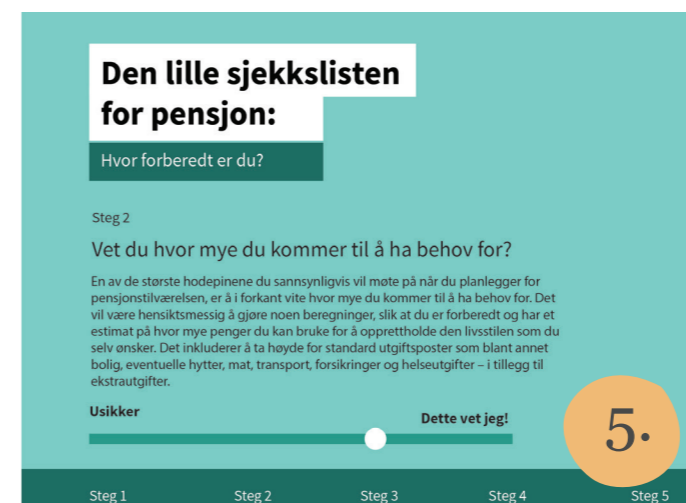 Den lille sjekkslisten
for pensjon:
Hvor forberedt er du?
Steg 2
Vet du hvor mye du kommer til å ha behov for?
En av de største hodepinene du sannsynligvis vil møte på når du planlegger for
pensjonstilværelsen, er å i forkant vite hvor mye du kommer til å ha behov for. Det
vil være hensiktsmessig å gjøre noen beregninger, slik at du er forberedt og har et
estimat på hvor mye penger du kan bruke for å opprettholde den livsstilen som du
selv ønsker. Det inkluderer å ta høyde for standard utgiftsposter som blant annet
bolig, eventuelle hytter, mat, transport, forsikringer og helseutgifter – i tillegg til
ekstrautgifter.
Usikker
Dette vet jeg!
5.
Steg 1 Steg 2 Steg 3 Steg 4 Steg 5